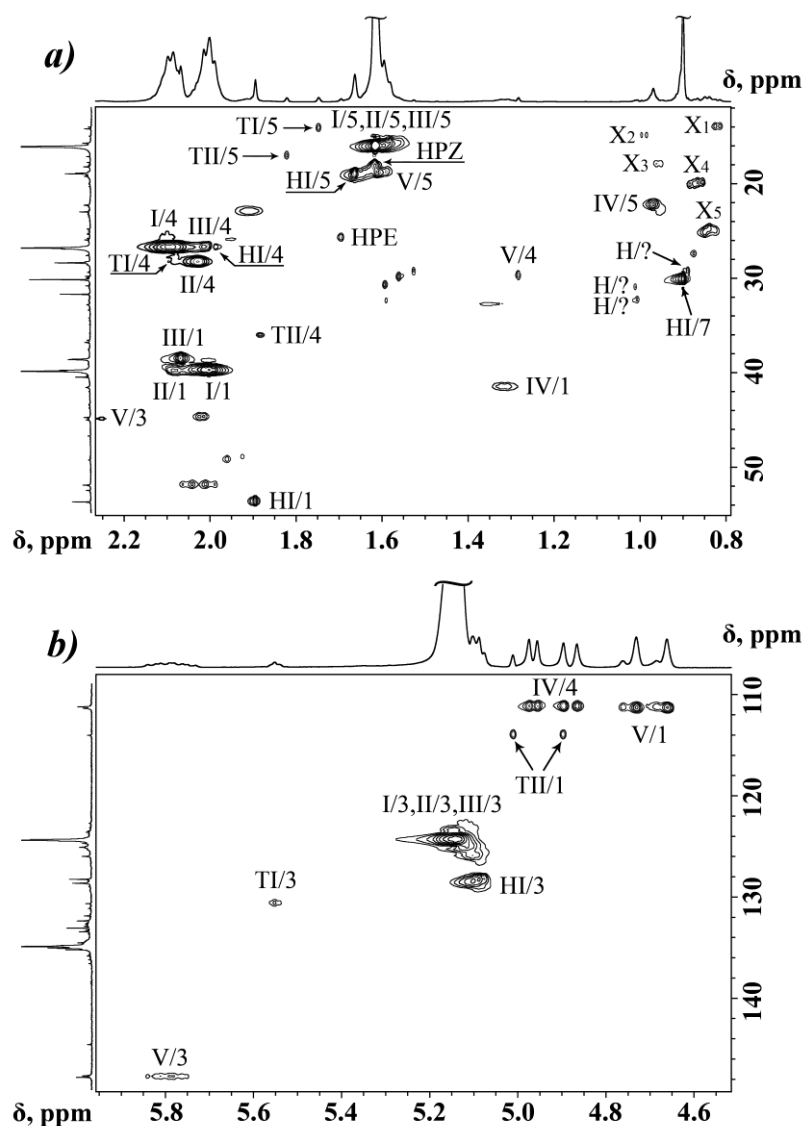 a)
δ, ppm
TI/5
I/5,II/5,III/5
X2
X1
TII/5
HPZ
X3
X4
HI/5
V/5
20
IV/5
X5
I/4
III/4
HPE
H/?
TI/4
HI/4
V/4
II/4
H/?
30
H/?
HI/7
III/1
TII/4
II/1
I/1
IV/1
40
V/3
HI/1
50
δ, ppm
2.2
2.0
1.8
1.6
1.4
1.2
1.0
0.8
b)
δ, ppm
IV/4
110
V/1
TII/1
120
I/3,II/3,III/3
TI/3
HI/3
130
140
V/3
δ, ppm
5.8
5.6
5.4
5.2
5.0
4.8
4.6